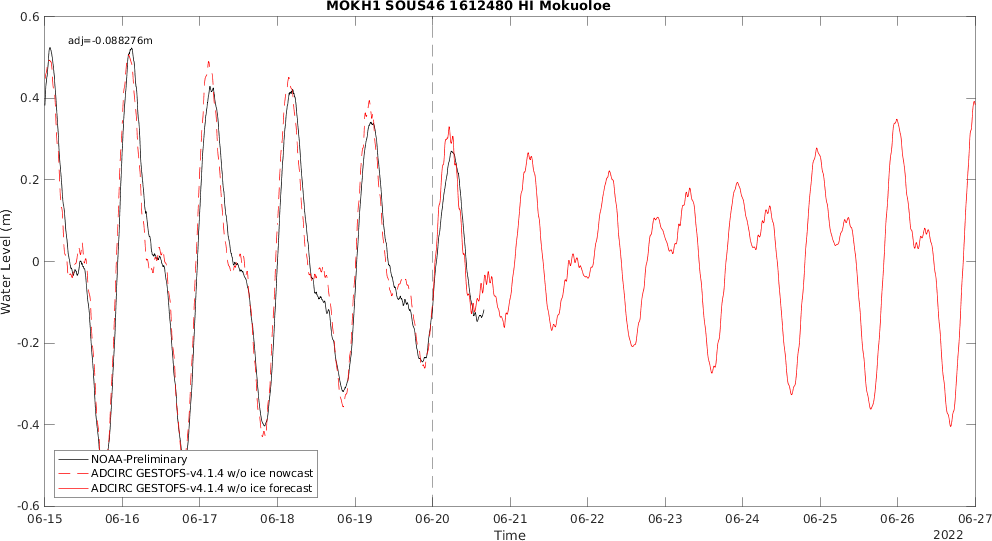 MOKH1 SOUS46 1612480 HI Mokuoloe
adj=-0.088276m
0.6
0.4
0.2
0
-0.2
-0.4
-0.6
Water Level (m)
NOAA-Preliminary
ADCIRC GESTOFS-v4.1.4 w/o ice nowcast
ADCIRC GESTOFS-v4.1.4 w/o ice forecast
06-15 06-16 06-17 06-18 06-19 06-20 06-21 06-22 06-23 06-24 06-25 06-26 06-27
Time
2022